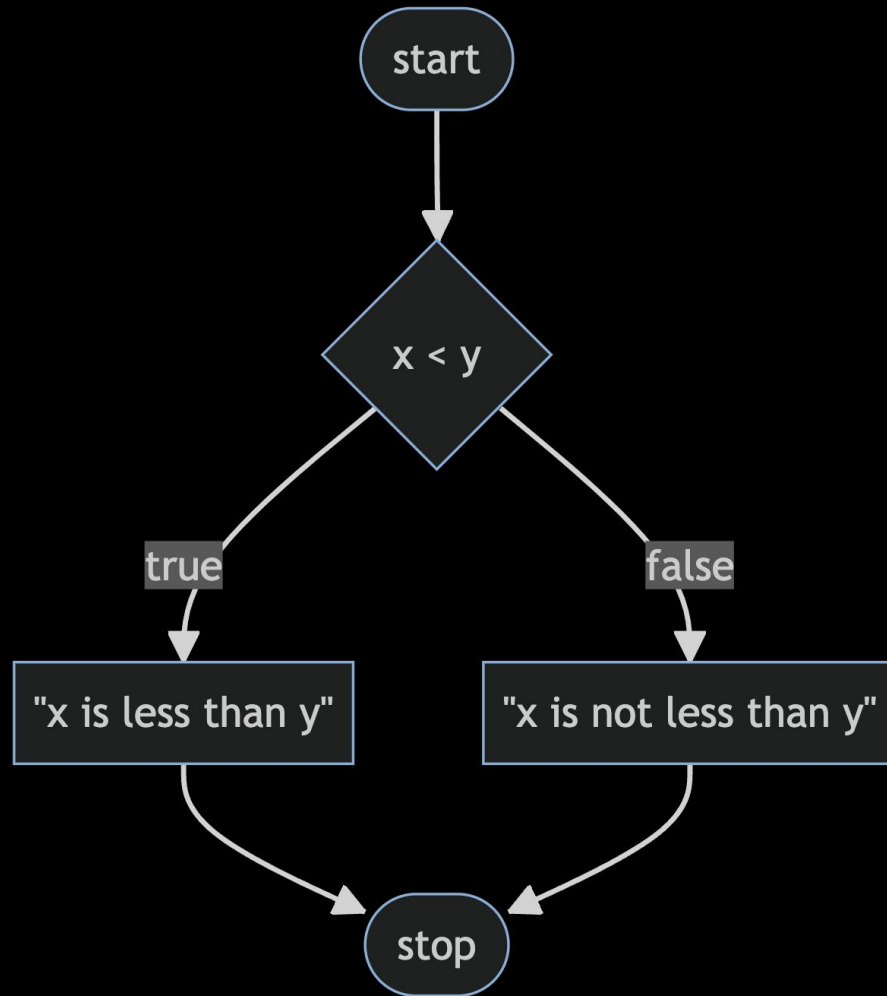 start
x < y
true
false
"x is less than y"
"x is not less than y"
stop